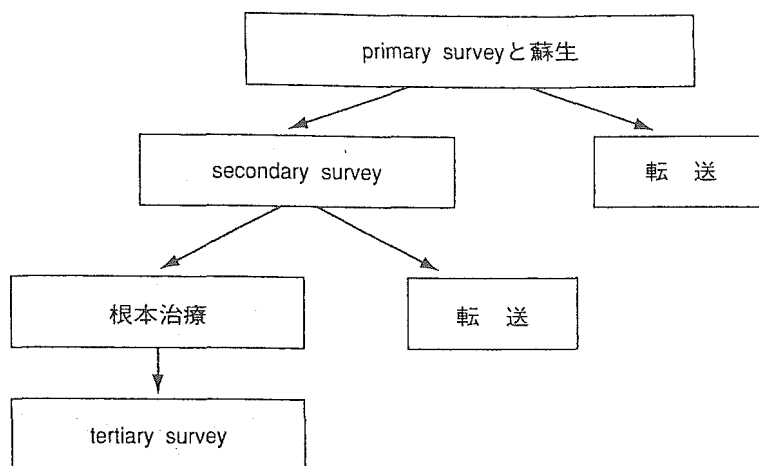 primary surveyと蘇生
secondary survey
転 送
根本治療
転 送
tertiary survey